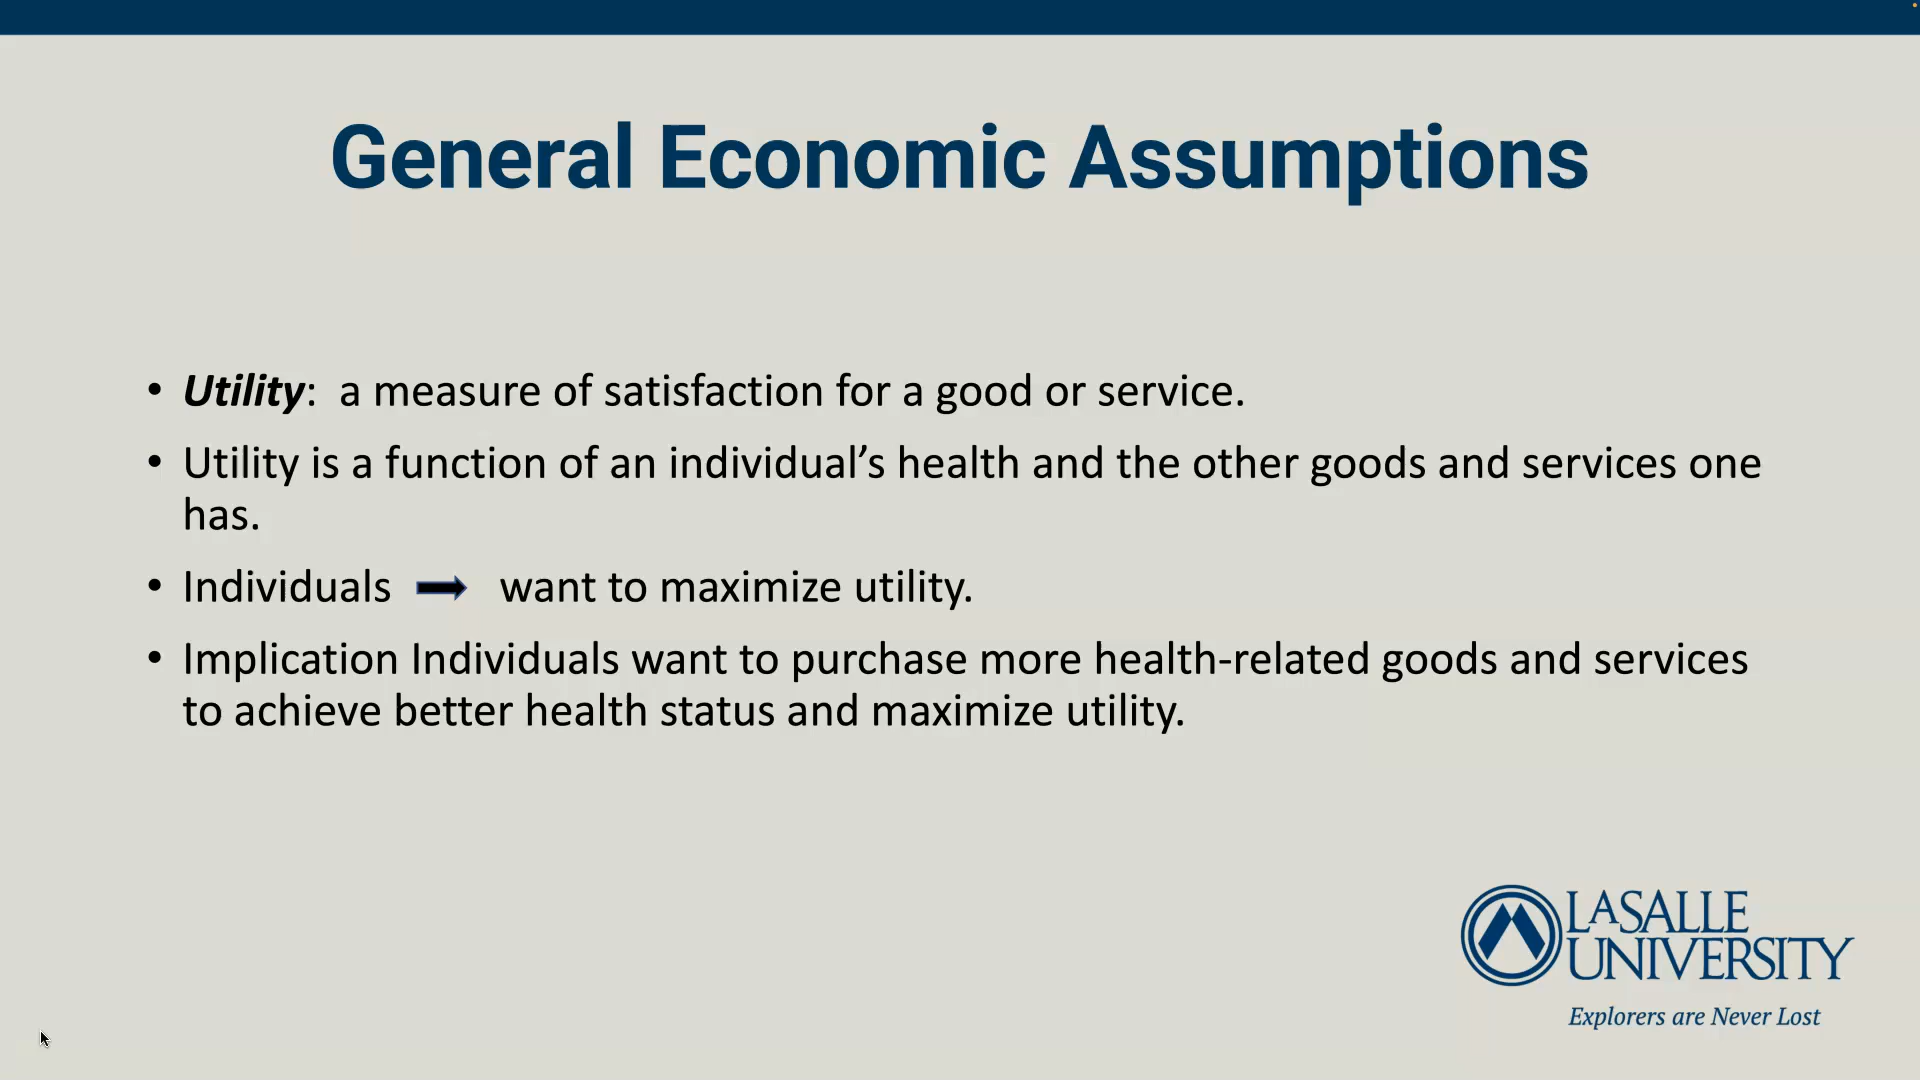 General Economic Assumptions
• Utility: a measure of satisfaction for a good or service.
• Utility is a function of an individual’s health and the other goods and services one
has.
• Individuals ➡ want to maximize utility.
• Implication Individuals want to purchase more health-related goods and services
to achieve better health status and maximize utility.
LASALLE
UNIVERSITY
Explorers are Never Lost